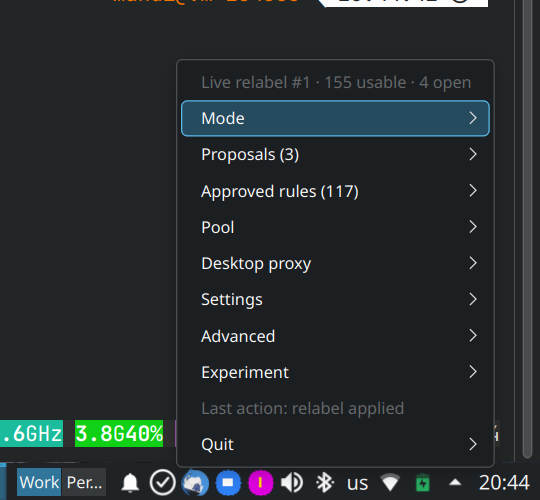 Live relabel #1 · 155 usable · 4 open
Mode
Proposals (3)
Approved rules (117)
Pool
Desktop proxy
Settings
Advanced
Experiment
Last action: relabel applied
.6GHz 3.8G40%
Quit
Work Per... us 20:44